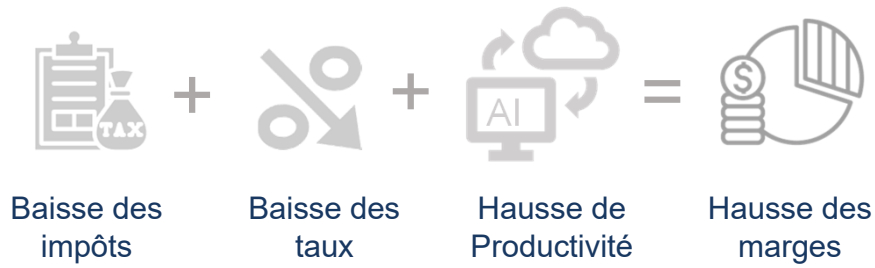 TAX
+
+
AI
=
$
Baisse des
impôts
Baisse des
taux
Hausse de
Productivité
Hausse des
marges